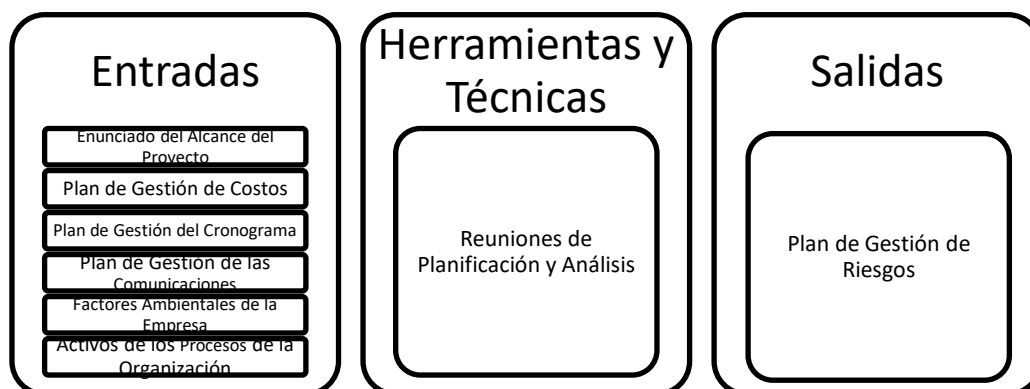 Entradas
Enunciado del Alcance del
Proyecto
Plan de Gestión de Costos
Plan de Gestión del Cronograma
Plan de Gestión de las
Comunicaciones
Factores Ambientales de la
Empresa
Activos de los Procesos de la
Organización
Herramientas y
Técnicas
Reuniones de
Planificación y Análisis
Salidas
Plan de Gestión de
Riesgos